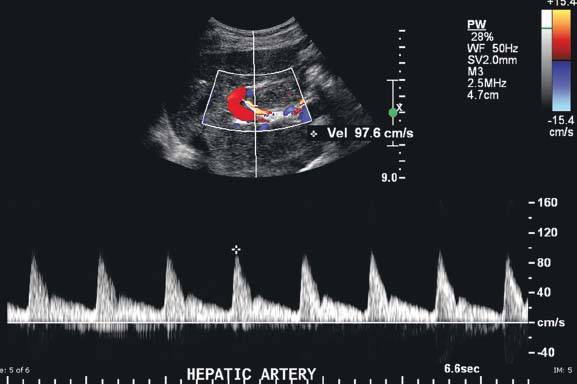 +15.4
PW
28%
WF 50Hz
SV2.0mm
M3
2.5MHz
4.7cm
-15.4
cm/s
x
Vel 97.6 cm/s
9.0
160
120
80
40
cm/s
-40
e: 5 of 6
HEPATIC ARTERY
6.6sec
IM: 5